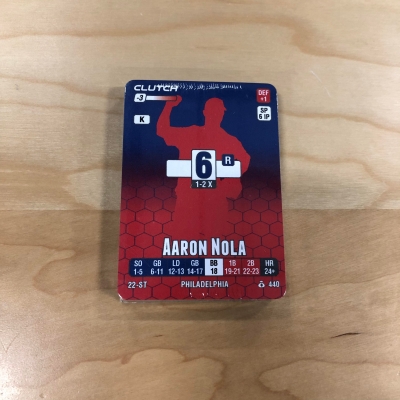 CLUTCH
-3
DEF
+1
K
SP
6 IP
6 R
1-2 X
AARON NOLA
SO GB LD GB BB 1B 2B HR
1-5 6-11 12-13 14-17 18 19-21 22-23 24+
22-ST PHILADELPHIA 440